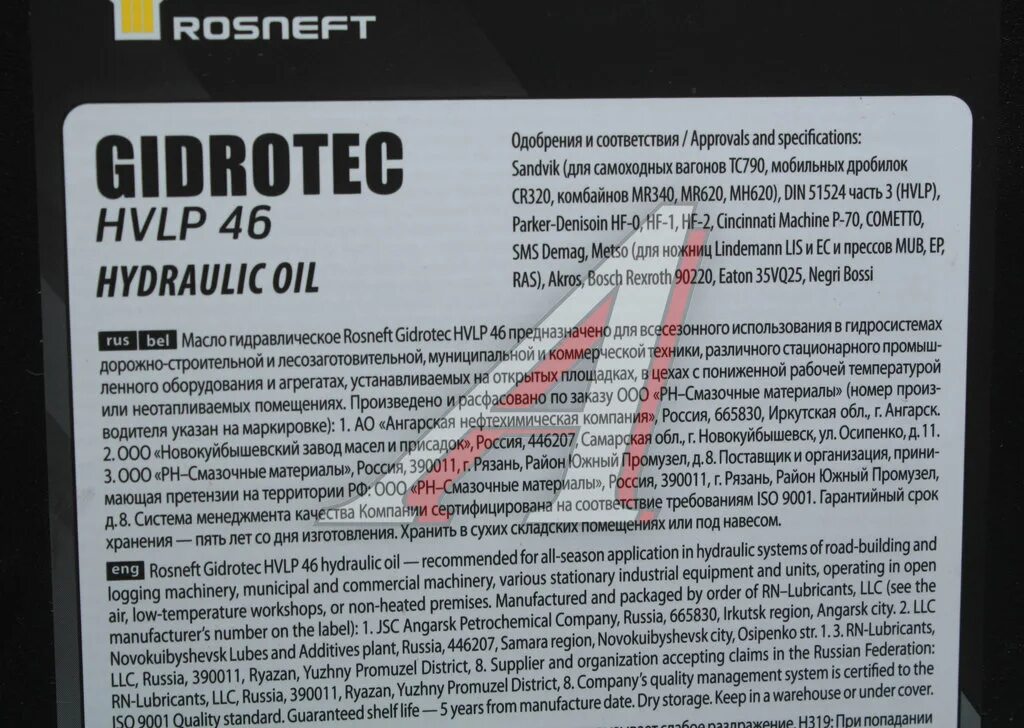 ROSNEFT
GIDROTEC
HVLP 46
HYDRAULIC OIL
Одобрения и соответствия / Approvals and specifications:
Sandvik (для самоходных вагонов TC790, мобильных дробилок
CR320, комбайнов MR340, MR620, MH620), DIN 51524 часть 3 (HVLP),
Parker-Denisoin HF-0, HF-1, HF-2, Cincinnati Machine P-70, COMETTO,
SMS Demag, Metso (для ножниц Lindemann LIS и EC и прессов MUB, EP,
RAS), Akros, Bosch Rexroth 90220, Eaton 35VQ25, Negri Bossi
rus bel Масло гидравлическое Rosneft Gidrotec HVLP 46 предназначено для всесезонного использования в гидросистемах
дорожно-строительной и лесозаготовительной, муниципальной и коммерческой техники, различного стационарного промыш-
ленного оборудования и агрегатах, устанавливаемых на открытых площадках, в цехах с пониженной рабочей температурой
или неотапливаемых помещениях. Произведено и расфасовано по заказу ООО «РН–Смазочные материалы» (номер произ-
водителя указан на маркировке): 1. АО «Ангарская нефтехимическая компания», Россия, 665830, Иркутская обл., г. Ангарск.
2. ООО «Новокуйбышевский завод масел и присадок», Россия, 446207, Самарская обл., г. Новокуйбышевск, ул. Осипенко, д. 11.
3. ООО «РН–Смазочные материалы», Россия, 390011, г. Рязань, Район Южный Промузел, д. 8. Поставщик и организация, прини-
мающая претензии на территории РФ: ООО «РН–Смазочные материалы», Россия, 390011, г. Рязань, Район Южный Промузел,
д. 8. Система менеджмента качества Компании сертифицирована на соответствие требованиям ISO 9001. Гарантийный срок
хранения — пять лет со дня изготовления. Хранить в сухих складских помещениях или под навесом.
eng Rosneft Gidrotec HVLP 46 hydraulic oil — recommended for all-season application in hydraulic systems of road-building and
logging machinery, municipal and commercial machinery, various stationary industrial equipment and units, operating in open
air, low-temperature workshops, or non-heated premises. Manufactured and packaged by order of RN–Lubricants, LLC (see the
manufacturer's number on the label): 1. JSC Angarsk Petrochemical Company, Russia, 665830, Irkutsk region, Angarsk city. 2. LLC
Novokuibyshevsk Lubes and Additives plant, Russia, 446207, Samara region, Novokuibyshevsk city, Osipenko str. 1. 3. RN-Lubricants,
LLC, Russia, 390011, Ryazan, Yuzhny Promuzel District, 8. Supplier and organization accepting claims in the Russian Federation:
RN-Lubricants, LLC, Russia, 390011, Ryazan, Yuzhny Promuzel District, 8. Company's quality management system is certified to the
ISO 9001 Quality standard. Guaranteed shelf life — 5 years from manufacture date. Dry storage. Keep in a warehouse or under cover.
слабое раздражение. H319: При попадании